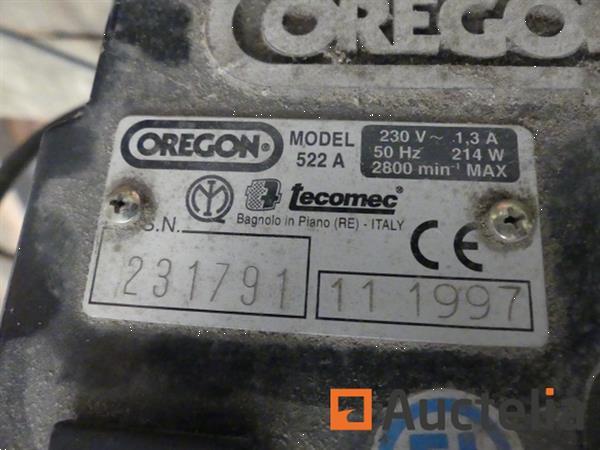 OREGON
OREGON®
MODEL
522 A
230 V ~ 1,3 A
50 Hz 214 W
2800 min⁻¹ MAX
tecomec®
Bagnolo in Piano (RE) - ITALY
S.N.
CE
231791
11 1997
Auctelia